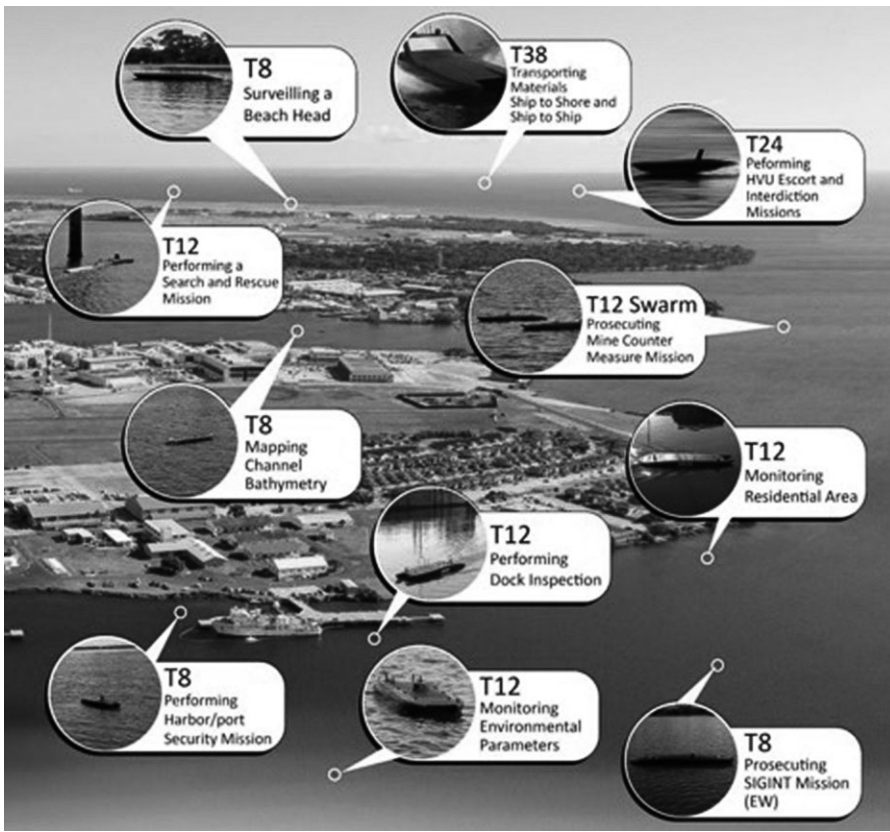 T8
Surveilling a
Beach Head
T38
Transporting
Materials
Ship to Shore and
Ship to Ship
T24
Peforming
HVU Escort and
Interdiction
Missions
T12
Performing a
Search and Rescue
Mission
T12 Swarm
Prosecuting
Mine Counter
Measure Mission
T8
Mapping
Channel
Bathymetry
T12
Monitoring
Residential Area
T12
Performing
Dock Inspection
T8
Performing
Harbor/port
Security Mission
T12
Monitoring
Environmental
Parameters
T8
Prosecuting
SIGINT Mission
(EW)